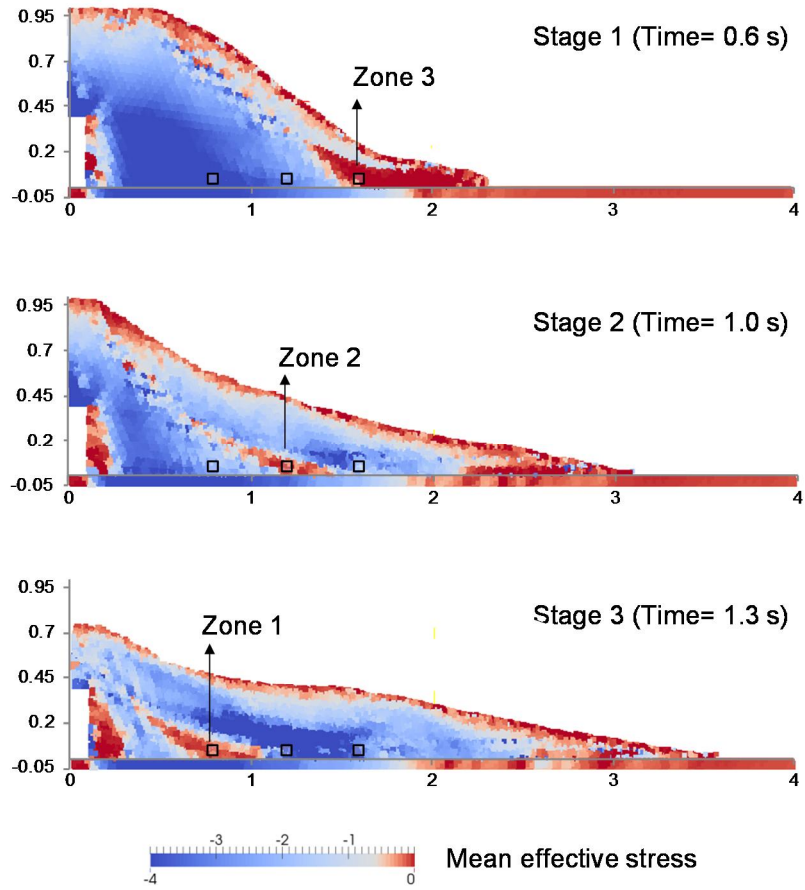 0.95
Stage 1 (Time= 0.6 s)
0.7
Zone 3
0.45
0.2
-0.05
0 1 2 3 4
0.95
Stage 2 (Time= 1.0 s)
0.7
Zone 2
0.45
0.2
-0.05
0 1 2 3 4
0.95
Stage 3 (Time= 1.3 s)
0.7
Zone 1
0.45
0.2
-0.05
0 1 2 3 4
-3 -2 -1
Mean effective stress
-4 0